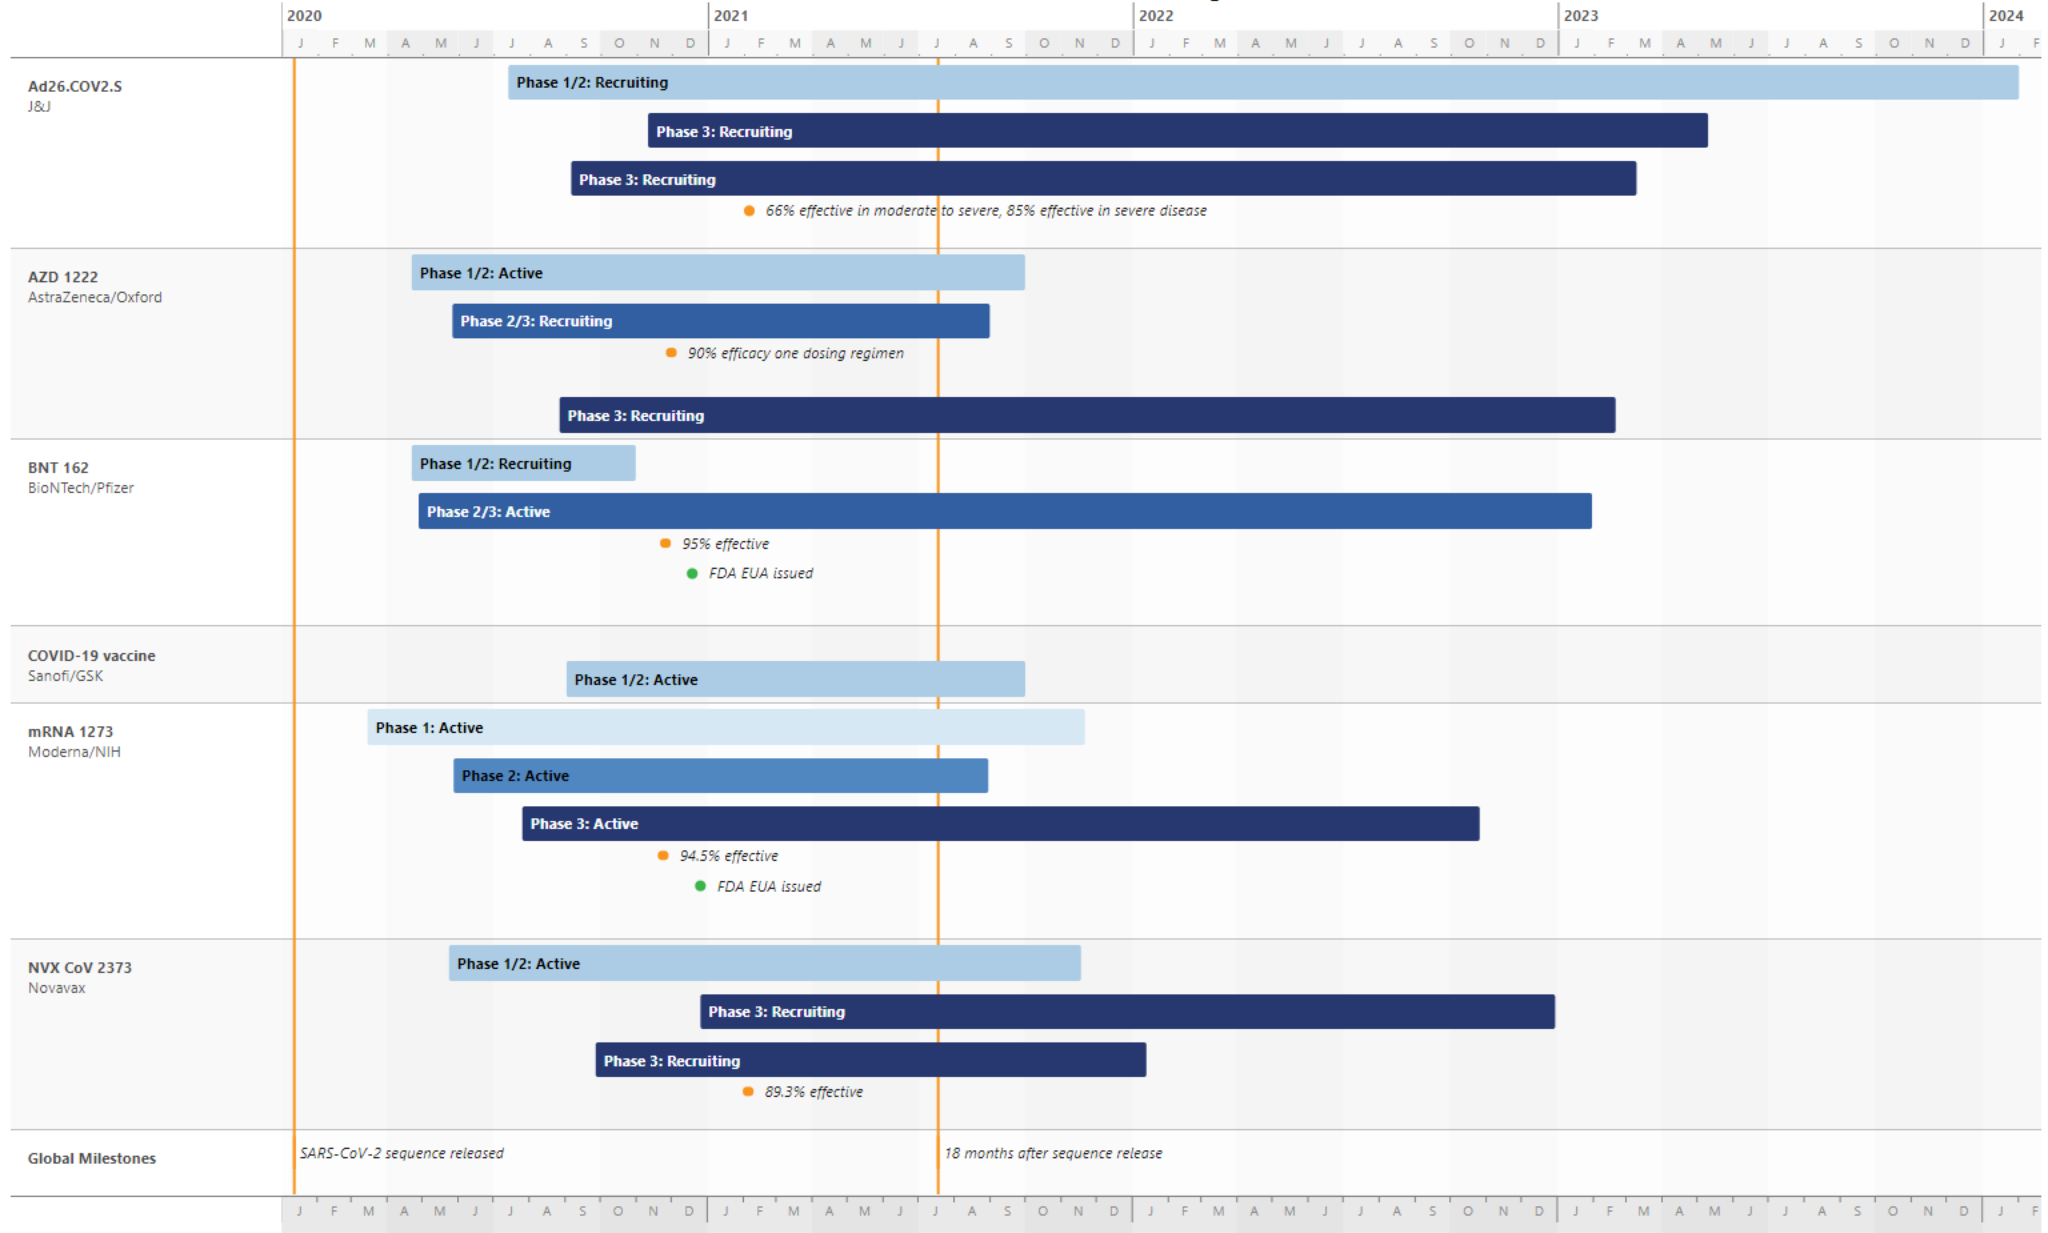 2020 2021 2022 2023 2024
J F M A M J J A S O N D J F M A M J J A S O N D J F M A M J J A S O N D J F M A M J J A S O N D J F
Ad26.COV2.S
J&J
Phase 1/2: Recruiting
Phase 3: Recruiting
Phase 3: Recruiting
66% effective in moderate to severe, 85% effective in severe disease
AZD 1222
AstraZeneca/Oxford
Phase 1/2: Active
Phase 2/3: Recruiting
90% efficacy one dosing regimen
Phase 3: Recruiting
BNT 162
BioNTech/Pfizer
Phase 1/2: Recruiting
Phase 2/3: Active
95% effective
FDA EUA issued
COVID-19 vaccine
Sanofi/GSK
Phase 1/2: Active
mRNA 1273
Moderna/NIH
Phase 1: Active
Phase 2: Active
Phase 3: Active
94.5% effective
FDA EUA issued
NVX CoV 2373
Novavax
Phase 1/2: Active
Phase 3: Recruiting
Phase 3: Recruiting
89.3% effective
Global Milestones
SARS-CoV-2 sequence released
18 months after sequence release
J F M A M J J A S O N D J F M A M J J A S O N D J F M A M J J A S O N D J F M A M J J A S O N D J F